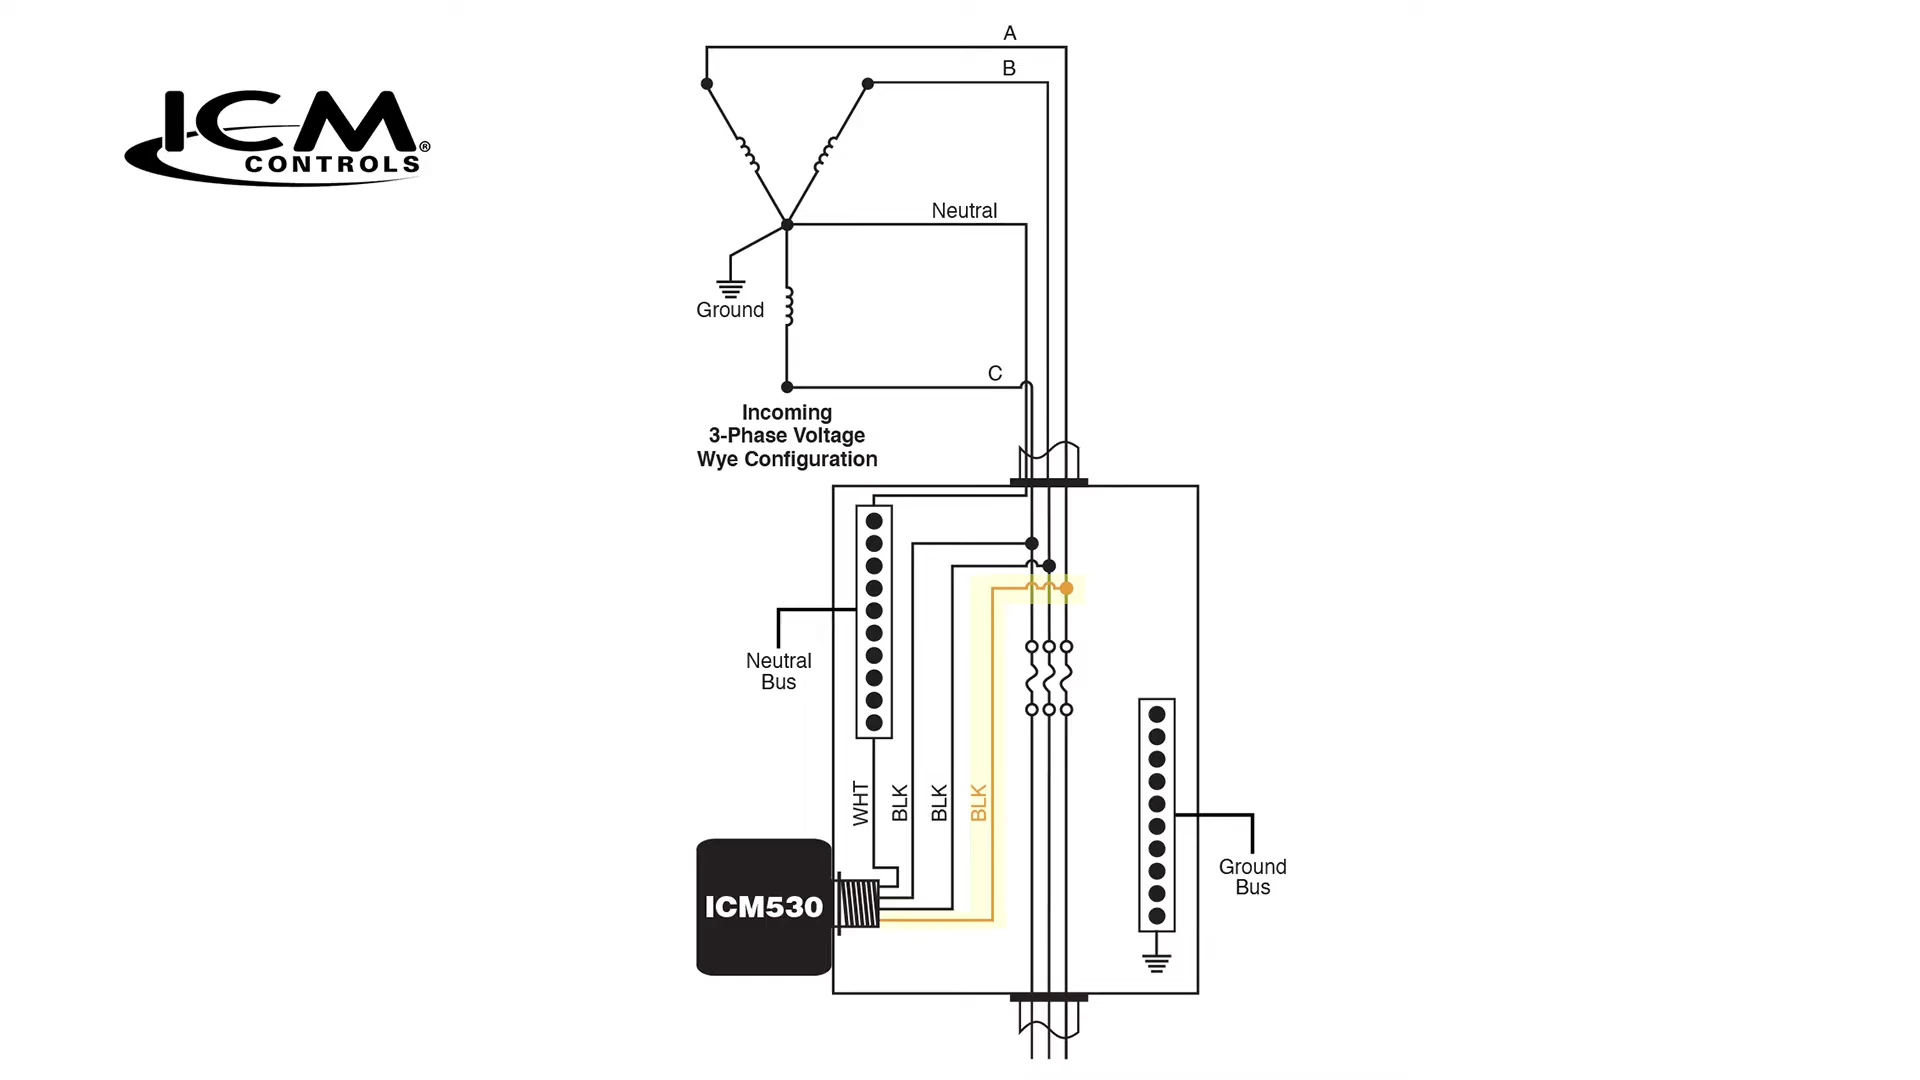 ICM
CONTROLS®
A
B
Neutral
Ground
C
Incoming
3-Phase Voltage
Wye Configuration
Neutral
Bus
WHT
BLK
BLK
BLK
Ground
Bus
ICM530